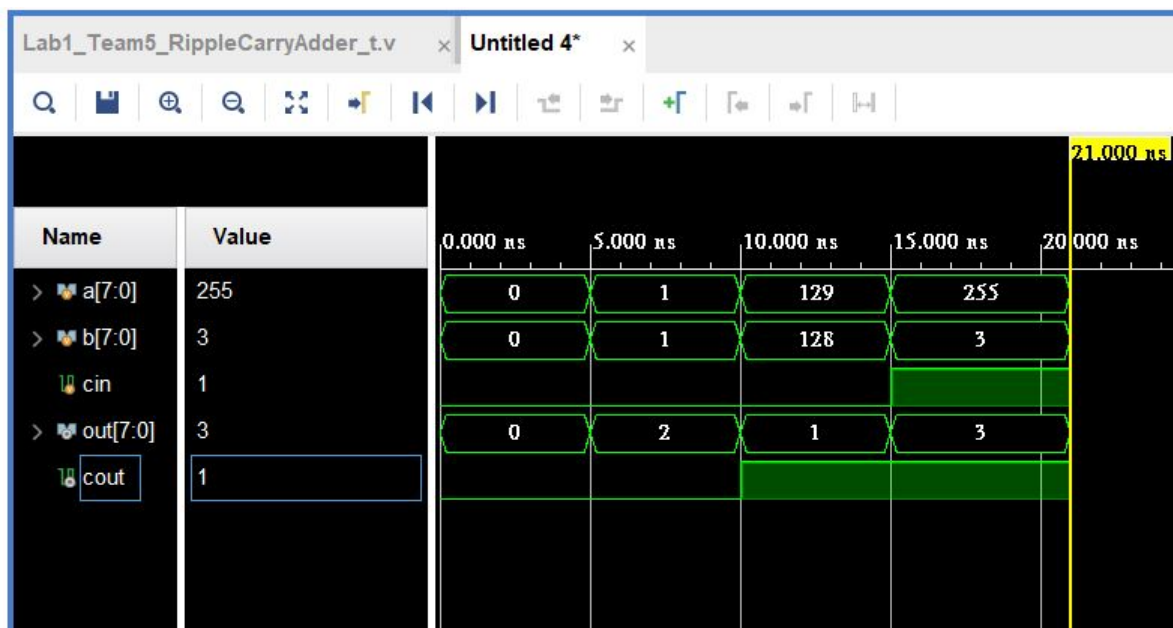 Lab1_Team5_RippleCarryAdder_t.v × Untitled 4* ×
21.000 ns
Name Value 0.000 ns 5.000 ns 10.000 ns 15.000 ns 20.000 ns
a[7:0] 255 0 1 129 255
b[7:0] 3 0 1 128 3
cin 1
out[7:0] 3 0 2 1 3
cout 1